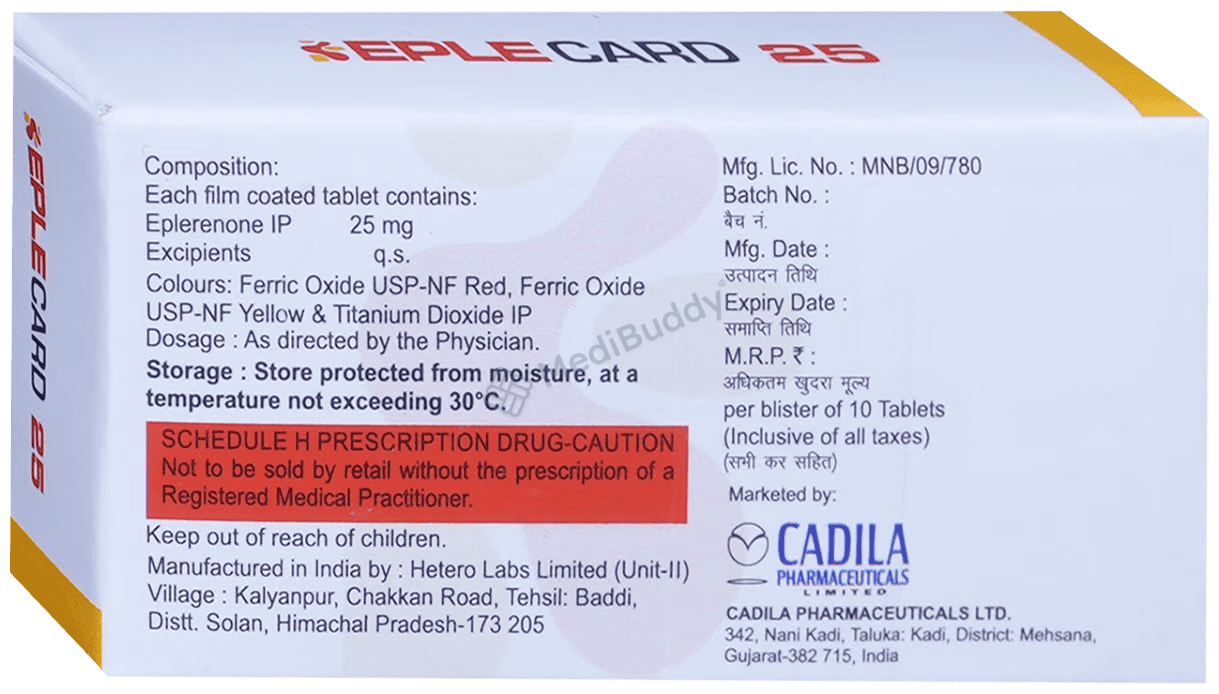 EPLECARD 25
EPLECARD 25
Composition:
Each film coated tablet contains:
Eplerenone IP 25 mg
Excipients q.s.
Colours: Ferric Oxide USP-NF Red, Ferric Oxide
USP-NF Yellow & Titanium Dioxide IP
Dosage : As directed by the Physician.
Storage : Store protected from moisture, at a
temperature not exceeding 30°C.
SCHEDULE H PRESCRIPTION DRUG-CAUTION
Not to be sold by retail without the prescription of a
Registered Medical Practitioner.
Keep out of reach of children.
Manufactured in India by : Hetero Labs Limited (Unit-II)
Village : Kalyanpur, Chakkan Road, Tehsil: Baddi,
Distt. Solan, Himachal Pradesh-173 205
Mfg. Lic. No. : MNB/09/780
Batch No. :
बैच नं.
Mfg. Date :
उत्पादन तिथि
Expiry Date :
समाप्ति तिथि
M.R.P. ₹ :
अधिकतम खुदरा मूल्य
per blister of 10 Tablets
(Inclusive of all taxes)
(सभी कर सहित)
Marketed by:
CADILA
PHARMACEUTICALS
LIMITED
CADILA PHARMACEUTICALS LTD.
342, Nani Kadi, Taluka: Kadi, District: Mehsana,
Gujarat-382 715, India
MediBuddy